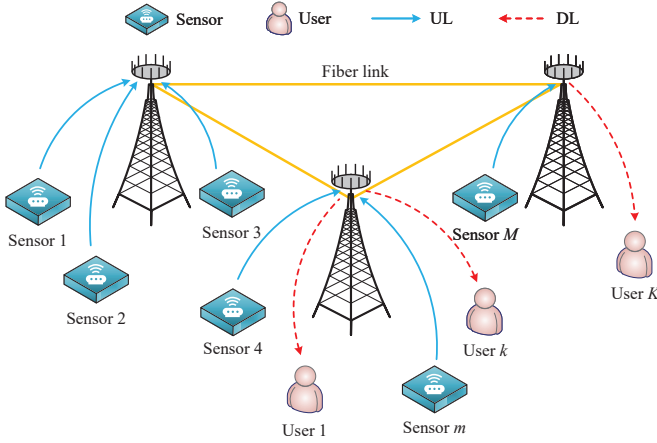 Sensor
User
UL
DL
Fiber link
Sensor 1
Sensor 3
Sensor M
Sensor 2
Sensor 4
User k
User K
User 1
Sensor m